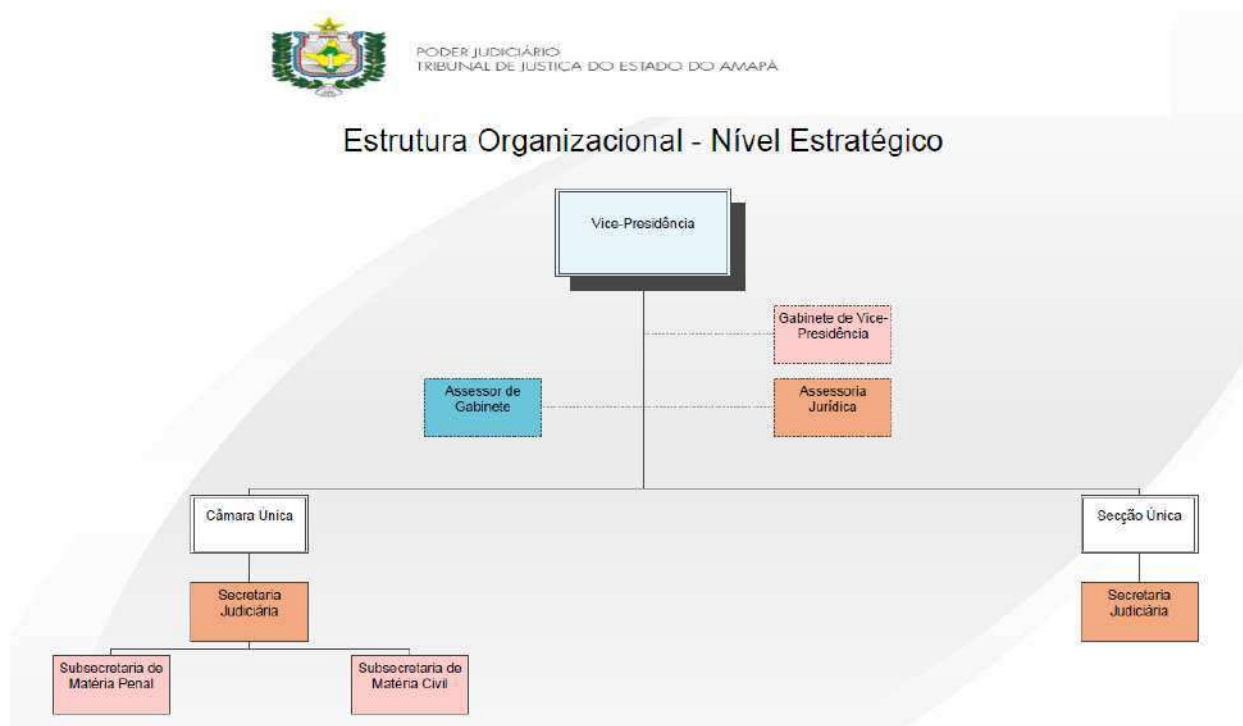 PODER JUDICIÁRIO
TRIBUNAL DE JUSTIÇA DO ESTADO DO AMAPÁ
Estrutura Organizacional - Nível Estratégico
Vice-Presidência
Gabinete de Vice-
Presidência
Assessor de
Gabinete
Assessoria
Jurídica
Câmara Única
Secção Única
Secretaria
Judiciária
Secretaria
Judiciária
Subsecretaria de
Matéria Penal
Subsecretaria de
Matéria Civil